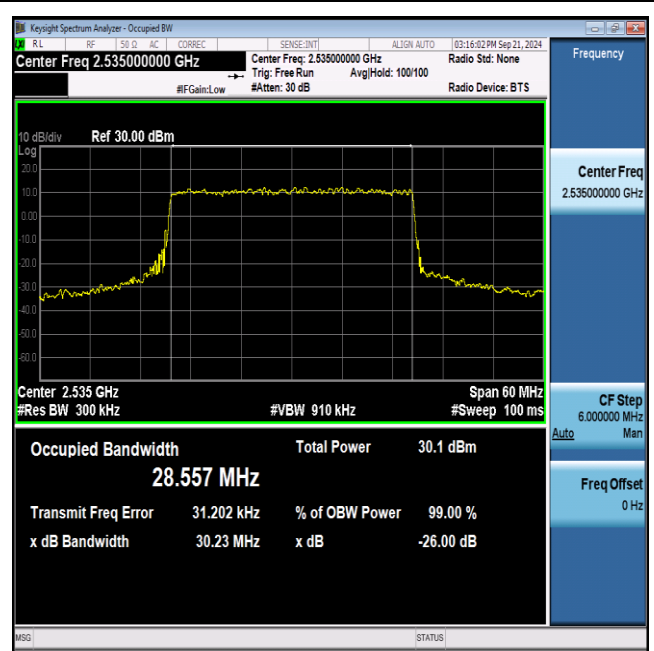 Keysight Spectrum Analyzer - Occupied BW
RL RF 50 Ω AC CORREC SENSE:INT ALIGN AUTO 03:16:02 PM Sep 21, 2024
Center Freq 2.535000000 GHz
Center Freq: 2.535000000 GHz Radio Std: None
Trig: Free Run Avg|Hold: 100/100
#IFGain:Low #Atten: 30 dB Radio Device: BTS
Frequency
10 dB/div Ref 30.00 dBm
Log
20.0
10.0
0.00
-10.0
-20.0
-30.0
-40.0
-50.0
-60.0
Center 2.535 GHz Span 60 MHz
#Res BW 300 kHz #VBW 910 kHz #Sweep 100 ms
Center Freq
2.535000000 GHz
CF Step
6.000000 MHz
Auto Man
Freq Offset
0 Hz
Occupied Bandwidth Total Power 30.1 dBm
28.557 MHz
Transmit Freq Error 31.202 kHz % of OBW Power 99.00 %
x dB Bandwidth 30.23 MHz x dB -26.00 dB
MSG STATUS